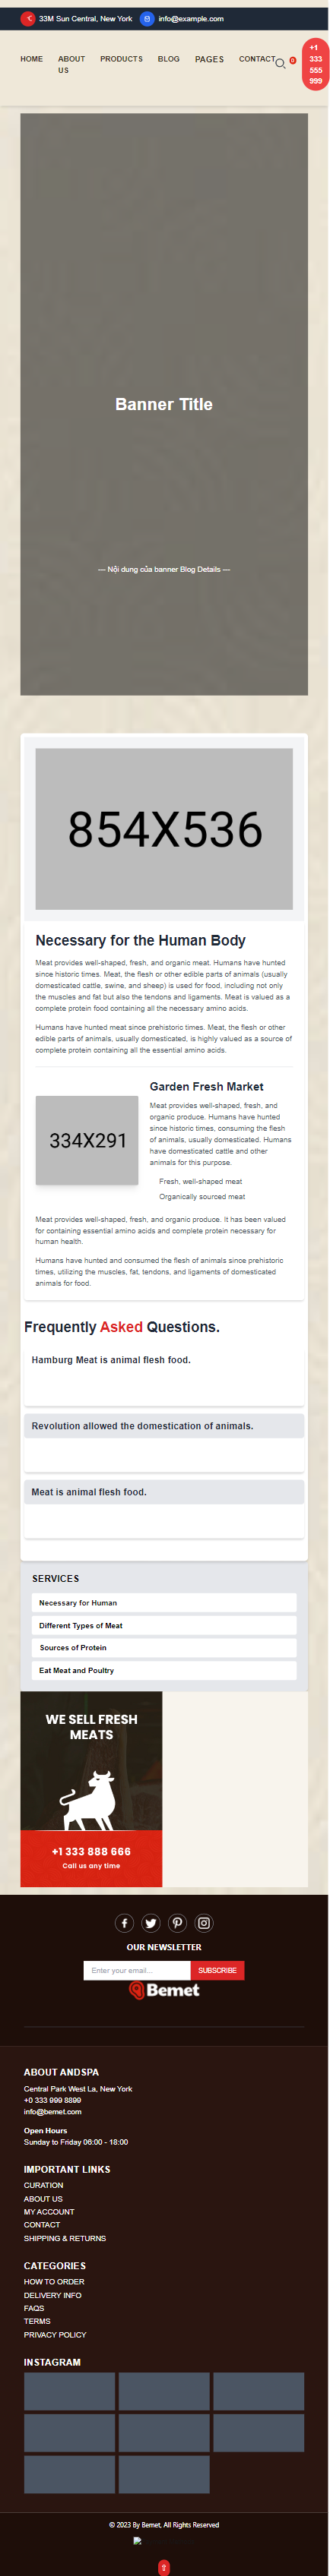 33M Sun Central, New York info@example.com
HOME ABOUT US PRODUCTS BLOG PAGES CONTACT 0 +1 333 555 999
Banner Title
— Nội dung của banner Blog Details —
854X536
Necessary for the Human Body
Meat provides well-shaped, fresh, and organic meat. Humans have hunted
since historic times. Meat, the flesh or other edible parts of animals (usually
domesticated cattle, swine, and sheep) is used for food, including not only
the muscles and fat but also the tendons and ligaments. Meat is valued as a
complete protein food containing all the necessary amino acids.
Humans have hunted meat since prehistoric times. Meat, the flesh or other
edible parts of animals, usually domesticated, is highly valued as a source of
complete protein containing all the essential amino acids.
334X291
Garden Fresh Market
Meat provides well-shaped, fresh, and
organic produce. Humans have hunted
since historic times, consuming the flesh
of animals, usually domesticated. Humans
have domesticated cattle and other
animals for this purpose.
Fresh, well-shaped meat
Organically sourced meat
Meat provides well-shaped, fresh, and organic produce. It has been valued
for containing essential amino acids and complete protein necessary for
human health.
Humans have hunted and consumed the flesh of animals since prehistoric
times, utilizing the muscles, fat, tendons, and ligaments of domesticated
animals for food.
Frequently Asked Questions.
Hamburg Meat is animal flesh food.
Revolution allowed the domestication of animals.
Meat is animal flesh food.
SERVICES
Necessary for Human
Different Types of Meat
Sources of Protein
Eat Meat and Poultry
WE SELL FRESH
MEATS
+1 333 888 666
Call us any time
OUR NEWSLETTER
Enter your email... SUBSCRIBE
Bemet
ABOUT ANDSPA
Central Park West La, New York
+0 333 999 8899
info@bemet.com
Open Hours
Sunday to Friday 06:00 - 18:00
IMPORTANT LINKS
CURATION
ABOUT US
MY ACCOUNT
CONTACT
SHIPPING & RETURNS
CATEGORIES
HOW TO ORDER
DELIVERY INFO
FAQS
TERMS
PRIVACY POLICY
INSTAGRAM
© 2023 By Bemet, All Rights Reserved